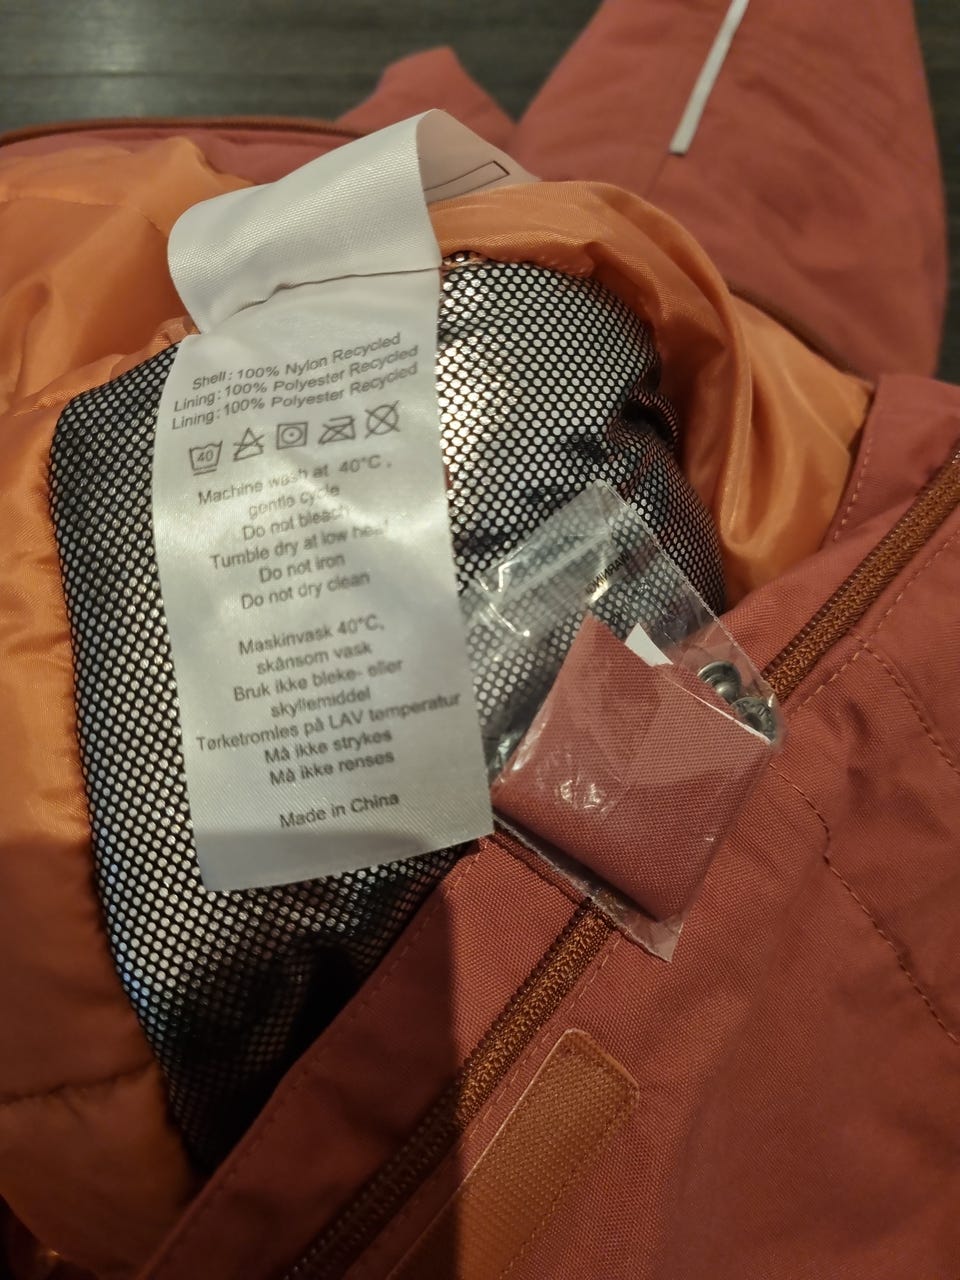 Shell: 100% Nylon Recycled
Lining: 100% Polyester Recycled
Lining: 100% Polyester Recycled
40
Machine wash at 40°C,
gentle cycle
Do not bleach
Tumble dry at low heat
Do not iron
Do not dry clean
Maskinvask 40°C,
skånsom vask
Bruk ikke bleke- eller
skyllemiddel
Tørketromles på LAV temperatur
Må ikke strykes
Må ikke renses
Made in China
WARNING